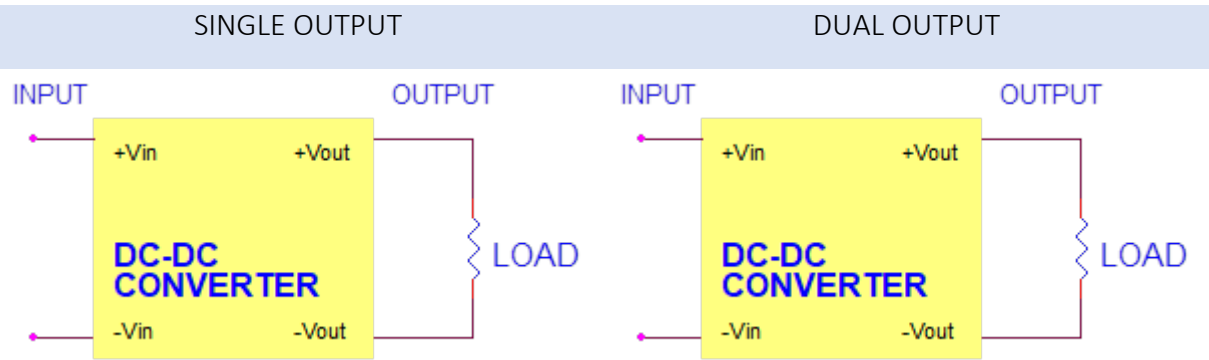 SINGLE OUTPUT
DUAL OUTPUT
INPUT
OUTPUT
+Vin
+Vout
DC-DC
CONVERTER
LOAD
-Vin
-Vout
INPUT
OUTPUT
+Vin
+Vout
DC-DC
CONVERTER
LOAD
-Vin
-Vout